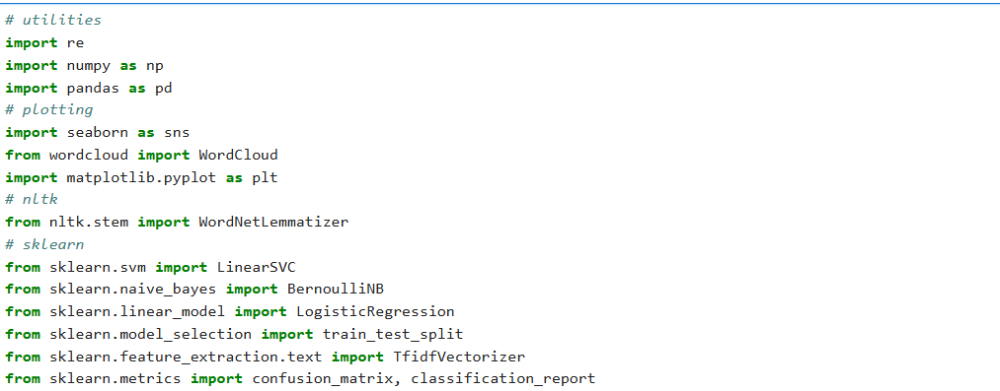 # utilities
import re
import numpy as np
import pandas as pd
# plotting
import seaborn as sns
from wordcloud import WordCloud
import matplotlib.pyplot as plt
# nltk
from nltk.stem import WordNetLemmatizer
# sklearn
from sklearn.svm import LinearSVC
from sklearn.naive_bayes import BernoulliNB
from sklearn.linear_model import LogisticRegression
from sklearn.model_selection import train_test_split
from sklearn.feature_extraction.text import TfidfVectorizer
from sklearn.metrics import confusion_matrix, classification_report